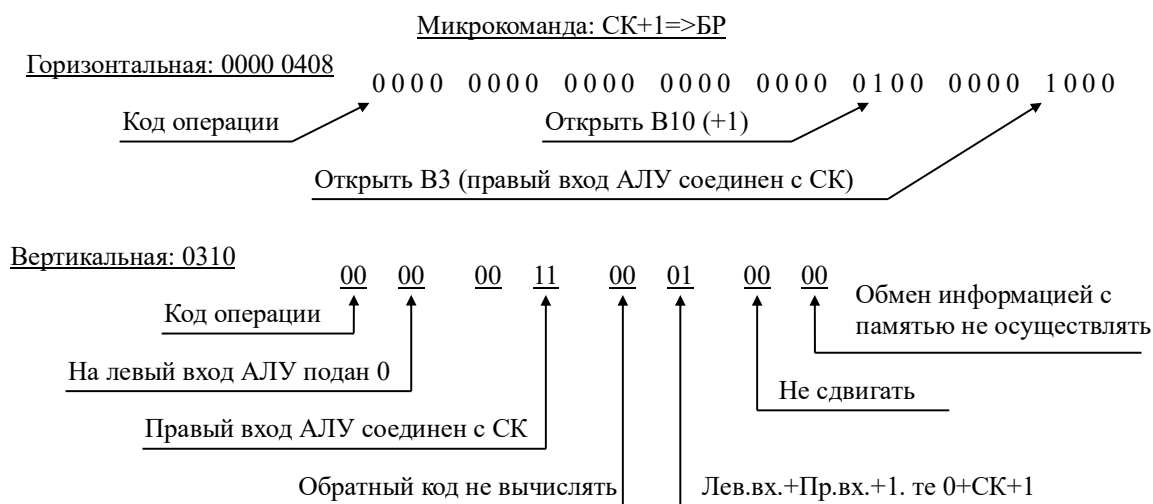 Микрокоманда: СК+1=>БР
Горизонтальная: 0000 0408
0000 0000 0000 0000 0000 0100 0000 1000
Код операции
Открыть В10 (+1)
Открыть В3 (правый вход АЛУ соединен с СК)
Вертикальная: 0310
00 00 00 11 00 01 00 00
Код операции
Обмен информацией с
памятью не осуществлять
На левый вход АЛУ подан 0
Не сдвигать
Правый вход АЛУ соединен с СК
Обратный код не вычислять
Лев.вх.+Пр.вх.+1. те 0+СК+1